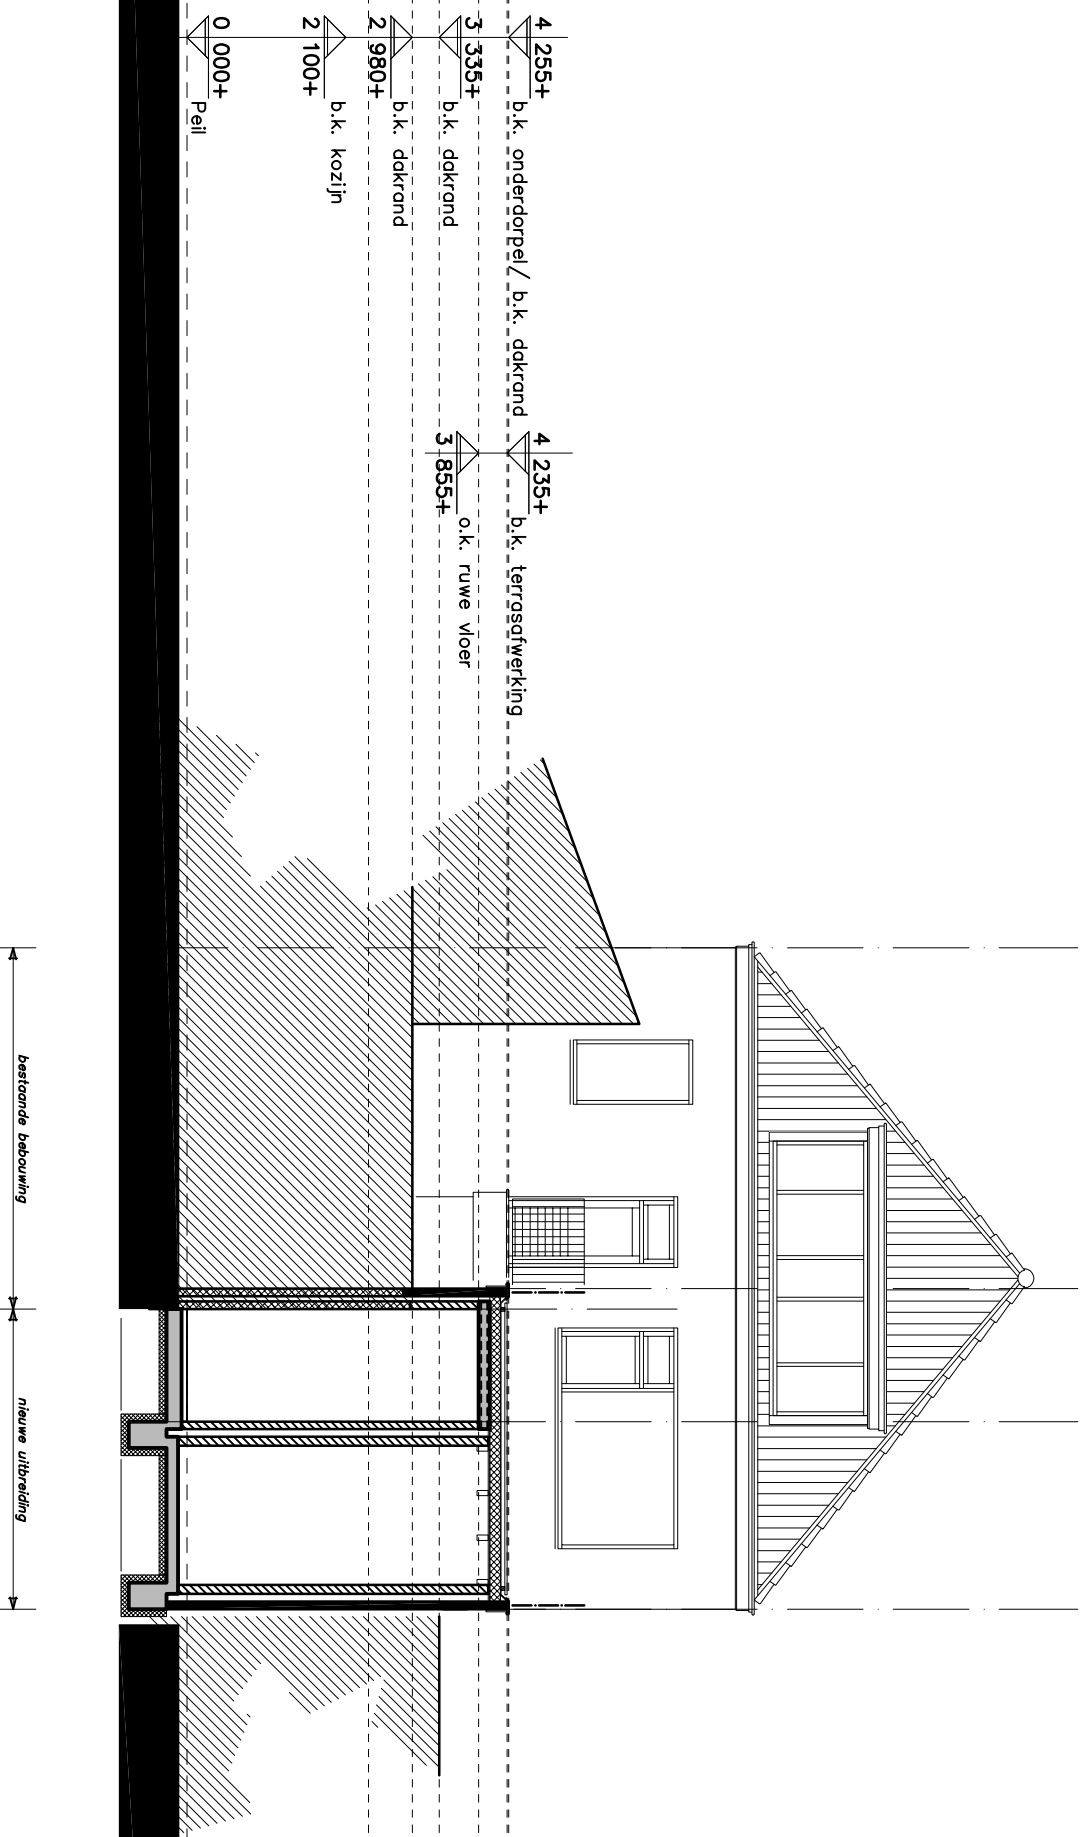 4 255+
b.k. onderdorpel/ b.k. dakrand
4 235+
b.k. terrasafwerking
3 335+
b.k. dakrand
3 855+
o.k. ruwe vloer
2 980+
b.k. dakrand
2 100+
b.k. kozijn
0 000+
Peil
bestaande bebouwing
nieuwe uitbreiding